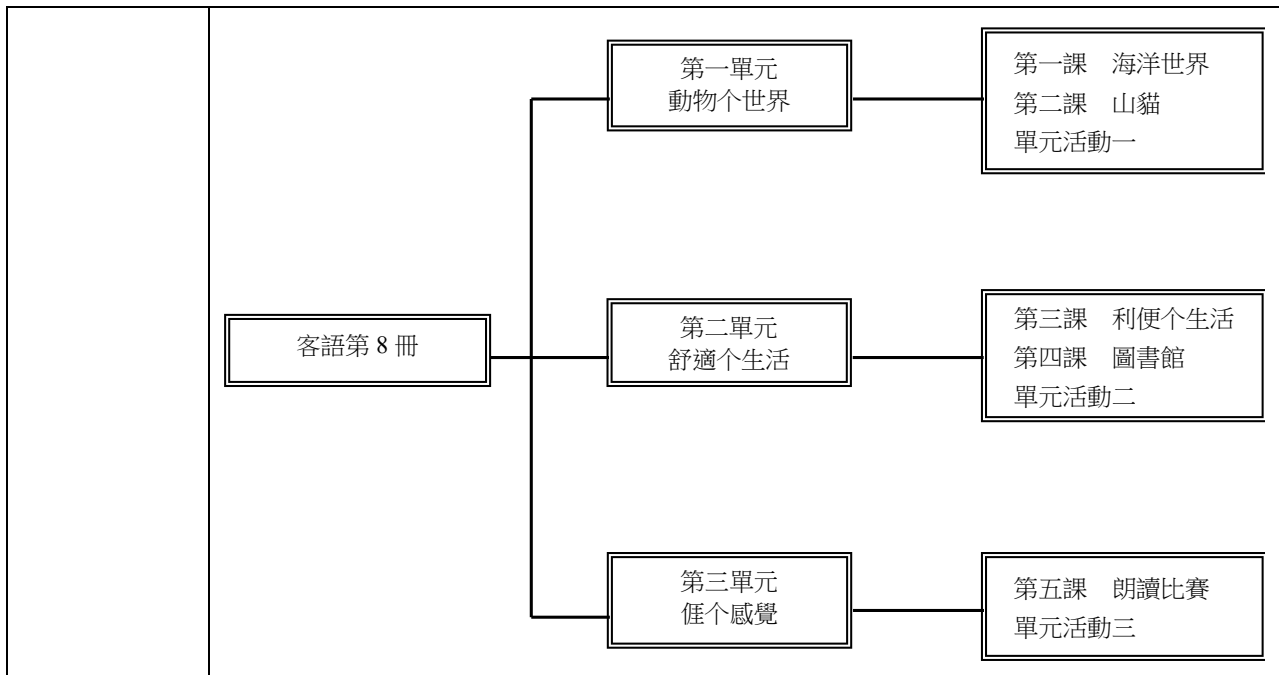 客語第 8 冊
第一單元
動物个世界
第一課　海洋世界
第二課　山貓
單元活動一
第二單元
舒適个生活
第三課　利便个生活
第四課　圖書館
單元活動二
第三單元
𠊎个感覺
第五課　朗讀比賽
單元活動三